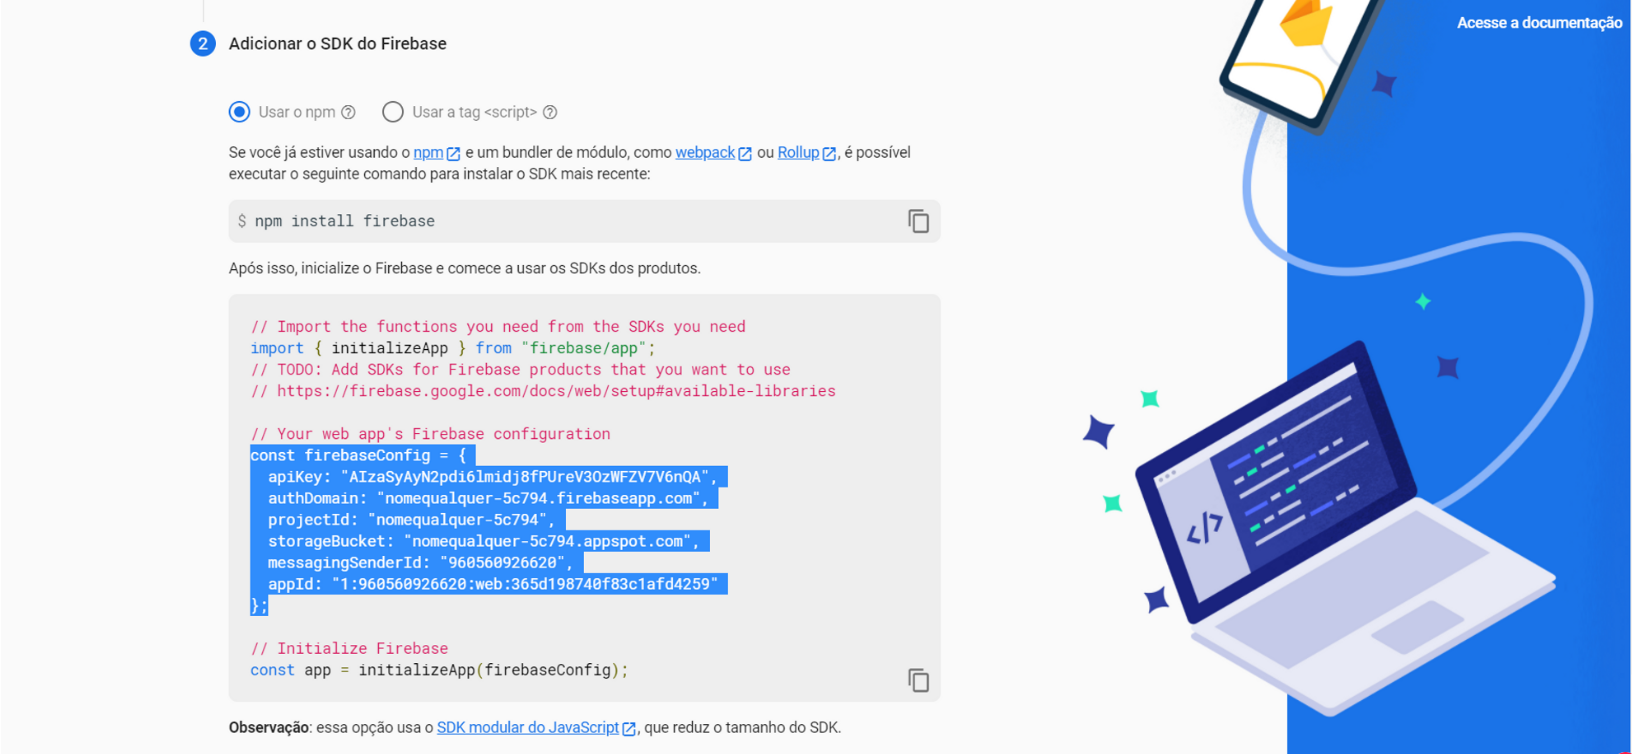 Acesse a documentação
2 Adicionar o SDK do Firebase
Usar o npm Usar a tag <script>
Se você já estiver usando o npm e um bundler de módulo, como webpack ou Rollup, é possível
executar o seguinte comando para instalar o SDK mais recente:
$ npm install firebase
Após isso, inicialize o Firebase e comece a usar os SDKs dos produtos.
// Import the functions you need from the SDKs you need
import { initializeApp } from "firebase/app";
// TODO: Add SDKs for Firebase products that you want to use
// https://firebase.google.com/docs/web/setup#available-libraries
// Your web app's Firebase configuration
const firebaseConfig = {
apiKey: "AIzaSyAyN2pdi6lmidj8fPUreV3OzWFZV7V6nQA",
authDomain: "nomequalquer-5c794.firebaseapp.com",
projectId: "nomequalquer-5c794",
storageBucket: "nomequalquer-5c794.appspot.com",
messagingSenderId: "960560926620",
appId: "1:960560926620:web:365d198740f83c1afd4259"
};
// Initialize Firebase
const app = initializeApp(firebaseConfig);
Observação: essa opção usa o SDK modular do JavaScript, que reduz o tamanho do SDK.